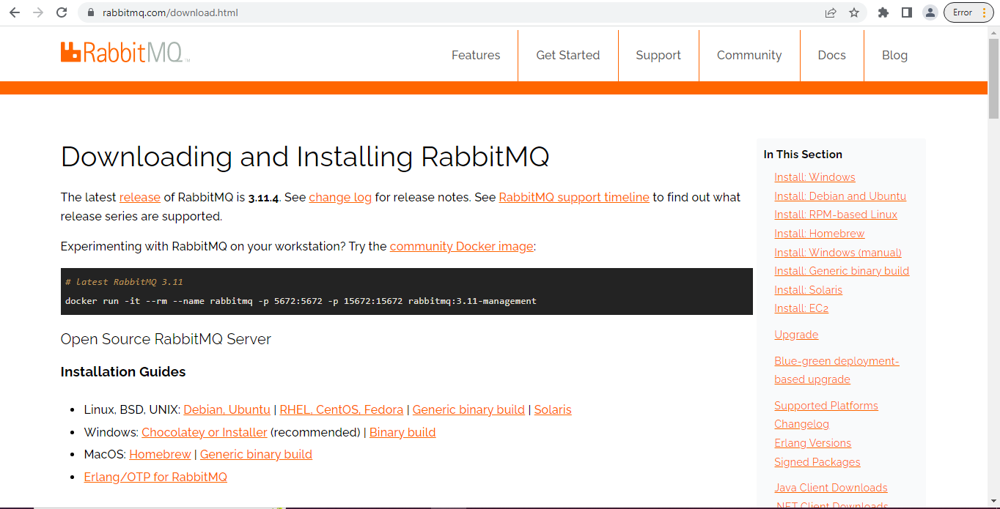 rabbitmq.com/download.html
Error
RabbitMQ™
Features
Get Started
Support
Community
Docs
Blog
Downloading and Installing RabbitMQ
The latest release of RabbitMQ is 3.11.4. See change log for release notes. See RabbitMQ support timeline to find out what
release series are supported.
Experimenting with RabbitMQ on your workstation? Try the community Docker image:
# latest RabbitMQ 3.11
docker run -it --rm --name rabbitmq -p 5672:5672 -p 15672:15672 rabbitmq:3.11-management
Open Source RabbitMQ Server
Installation Guides
• Linux, BSD, UNIX: Debian, Ubuntu | RHEL, CentOS, Fedora | Generic binary build | Solaris
• Windows: Chocolatey or Installer (recommended) | Binary build
• MacOS: Homebrew | Generic binary build
• Erlang/OTP for RabbitMQ
In This Section
Install: Windows
Install: Debian and Ubuntu
Install: RPM-based Linux
Install: Homebrew
Install: Windows (manual)
Install: Generic binary build
Install: Solaris
Install: EC2
Upgrade
Blue-green deployment-
based upgrade
Supported Platforms
Changelog
Erlang Versions
Signed Packages
Java Client Downloads
.NET Client Downloads